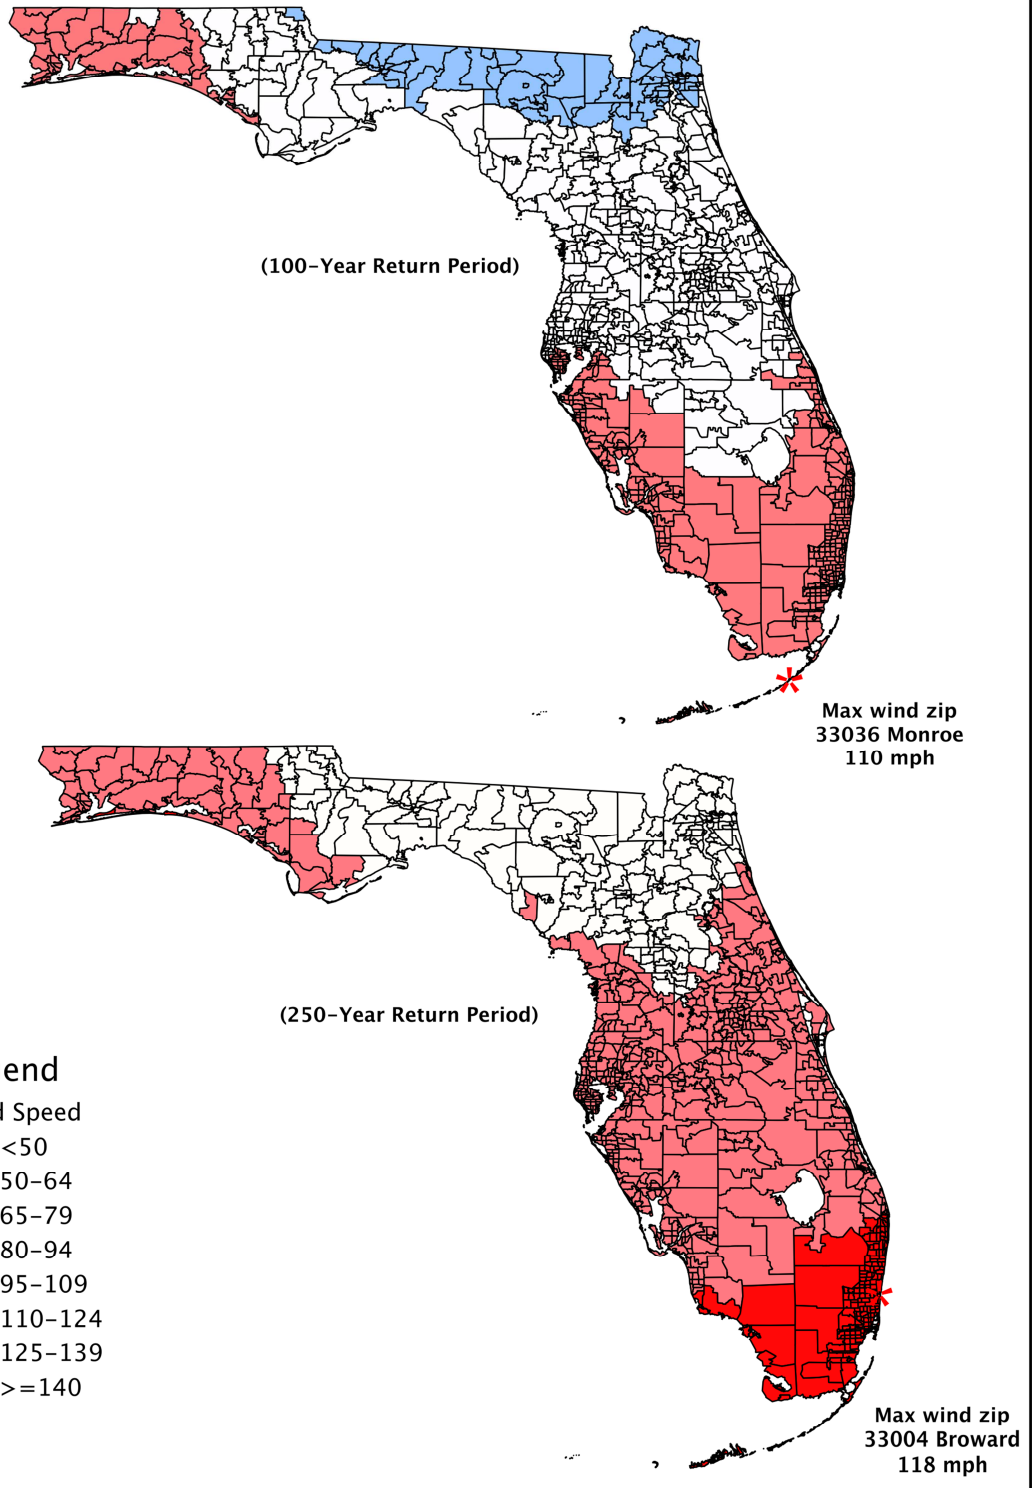 (100-Year Return Period)
Max wind zip
33036 Monroe
110 mph
(250-Year Return Period)
end
d Speed
<50
50-64
65-79
80-94
95-109
110-124
125-139
>=140
Max wind zip
33004 Broward
118 mph